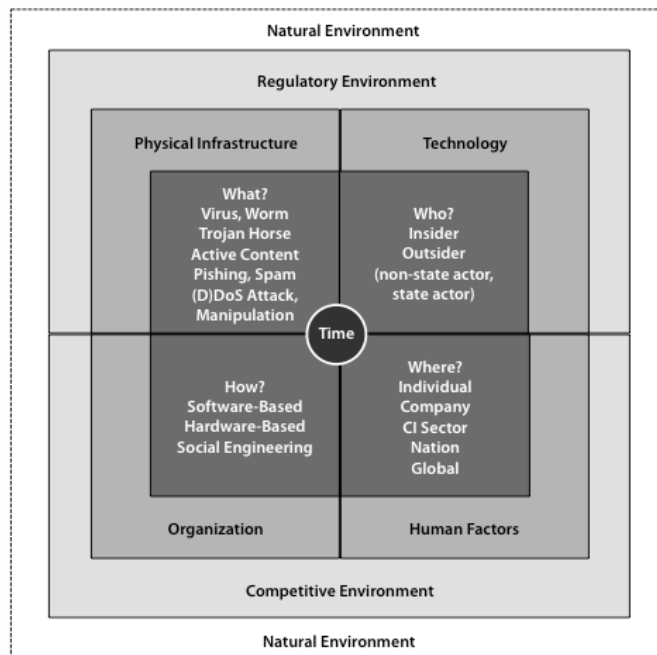 Natural Environment
Regulatory Environment
Physical Infrastructure
Technology
What?
Virus, Worm
Trojan Horse
Active Content
Pishing, Spam
(D)DoS Attack,
Manipulation
Who?
Insider
Outsider
(non-state actor,
state actor)
Time
How?
Software-Based
Hardware-Based
Social Engineering
Where?
Individual
Company
CI Sector
Nation
Global
Organization
Human Factors
Competitive Environment
Natural Environment